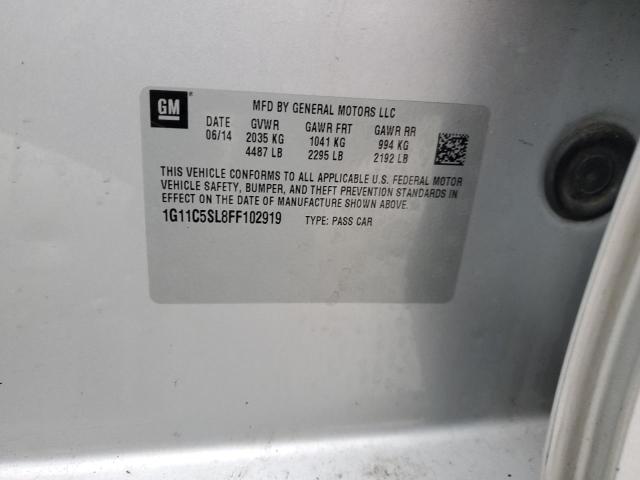 GM
MFD BY GENERAL MOTORS LLC
DATE GVWR GAWR FRT GAWR RR
06/14 2035 KG 1041 KG 994 KG
4487 LB 2295 LB 2192 LB
THIS VEHICLE CONFORMS TO ALL APPLICABLE U.S. FEDERAL MOTOR
VEHICLE SAFETY, BUMPER, AND THEFT PREVENTION STANDARDS IN
EFFECT ON THE DATE OF MANUFACTURE SHOWN ABOVE.
1G11C5SL8FF102919 TYPE: PASS CAR